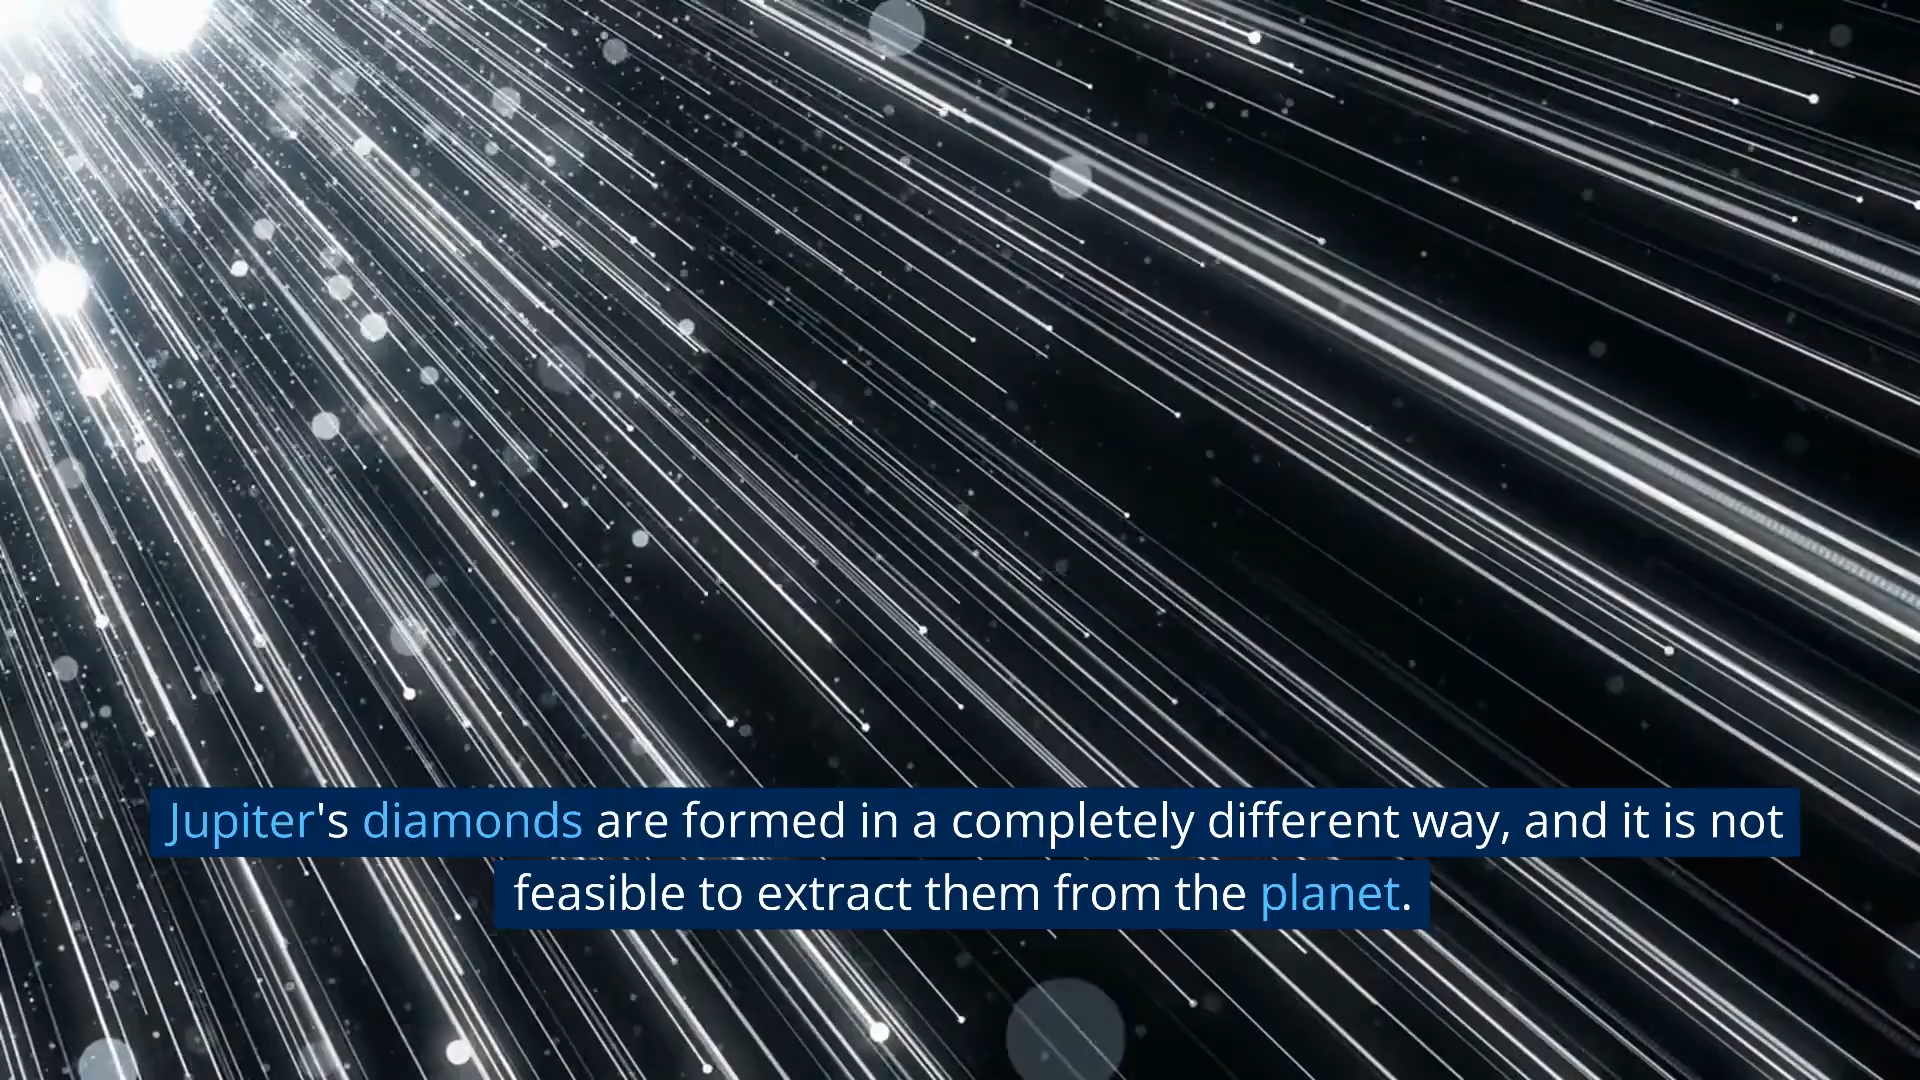 Jupiter's diamonds are formed in a completely different way, and it is not
feasible to extract them from the planet.